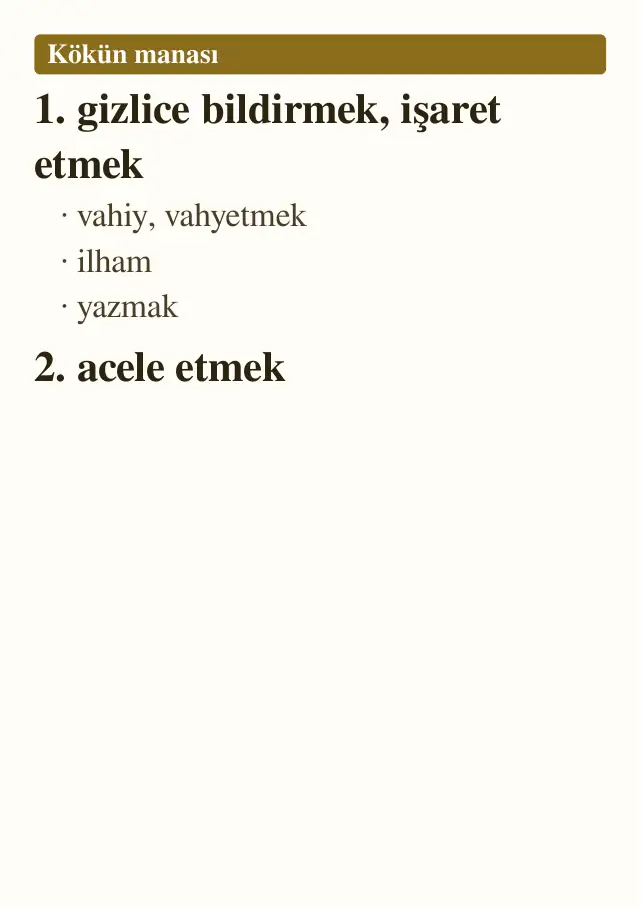 Kökün manası
1. gizlice bildirmek, işaret
etmek
· vahiy, vahyetmek
· ilham
· yazmak
2. acele etmek